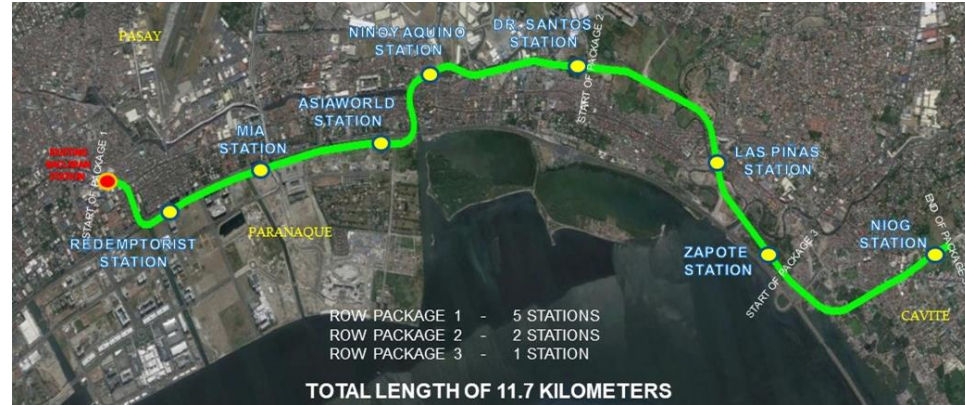 PASAY
NINOY AQUINO
STATION
DR. SANTOS
STATION
START OF PACKAGE 2
ASIAWORLD
STATION
MIA
STATION
STATION
START OF PACKAGE 1
LAS PINAS
STATION
REDEMPTORIST
STATION
PARANAQUE
ZAPOTE
STATION
START OF PACKAGE 3
NIOG
STATION
END OF PACKAGE
CAVITE
ROW PACKAGE 1 - 5 STATIONS
ROW PACKAGE 2 - 2 STATIONS
ROW PACKAGE 3 - 1 STATION
TOTAL LENGTH OF 11.7 KILOMETERS